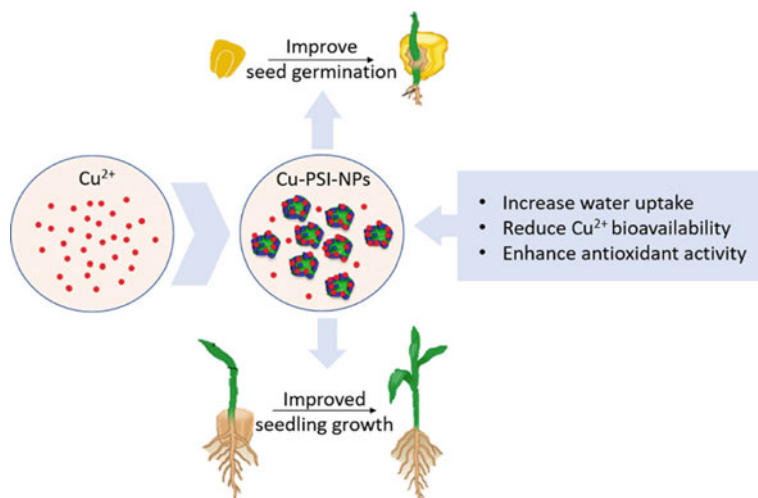 Improve
seed germination
Cu²⁺
Cu-PSI-NPs
• Increase water uptake
• Reduce Cu²⁺ bioavailability
• Enhance antioxidant activity
Improved
seedling growth